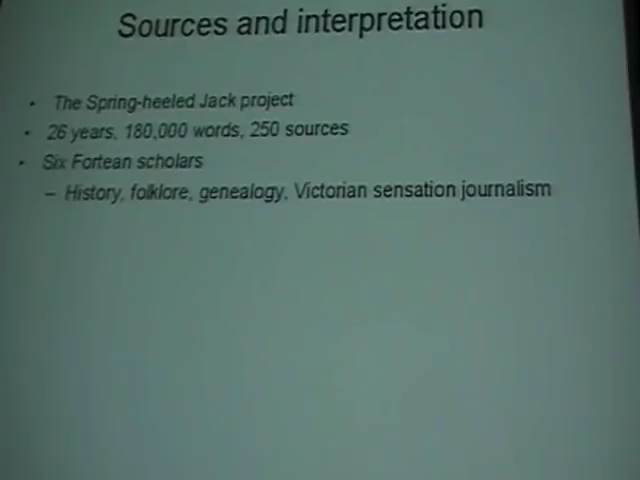 Sources and interpretation
• The Spring-heeled Jack project
• 26 years, 180,000 words, 250 sources
• Six Fortean scholars
– History, folklore, genealogy, Victorian sensation journalism